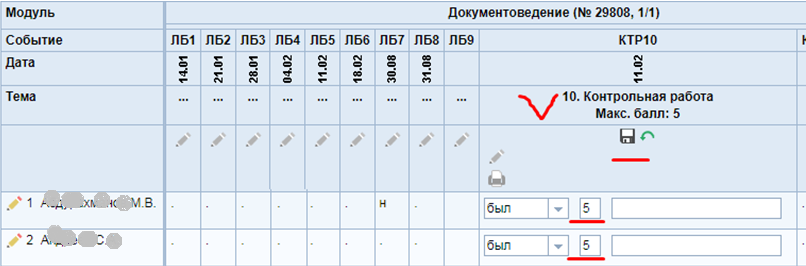 Модуль Документоведение (№ 29808, 1/1)
Событие ЛБ1 ЛБ2 ЛБ3 ЛБ4 ЛБ5 ЛБ6 ЛБ7 ЛБ8 ЛБ9 КТР10
Дата 14.01 21.01 28.01 04.02 11.02 18.02 30.08 31.08 11.02
Тема ... ... ... ... ... ... ... ... ... 10. Контрольная работа
Макс. балл: 5
1 М.В. . . . . . . н . . был 5
2 С. . . . . . . . . . был 5